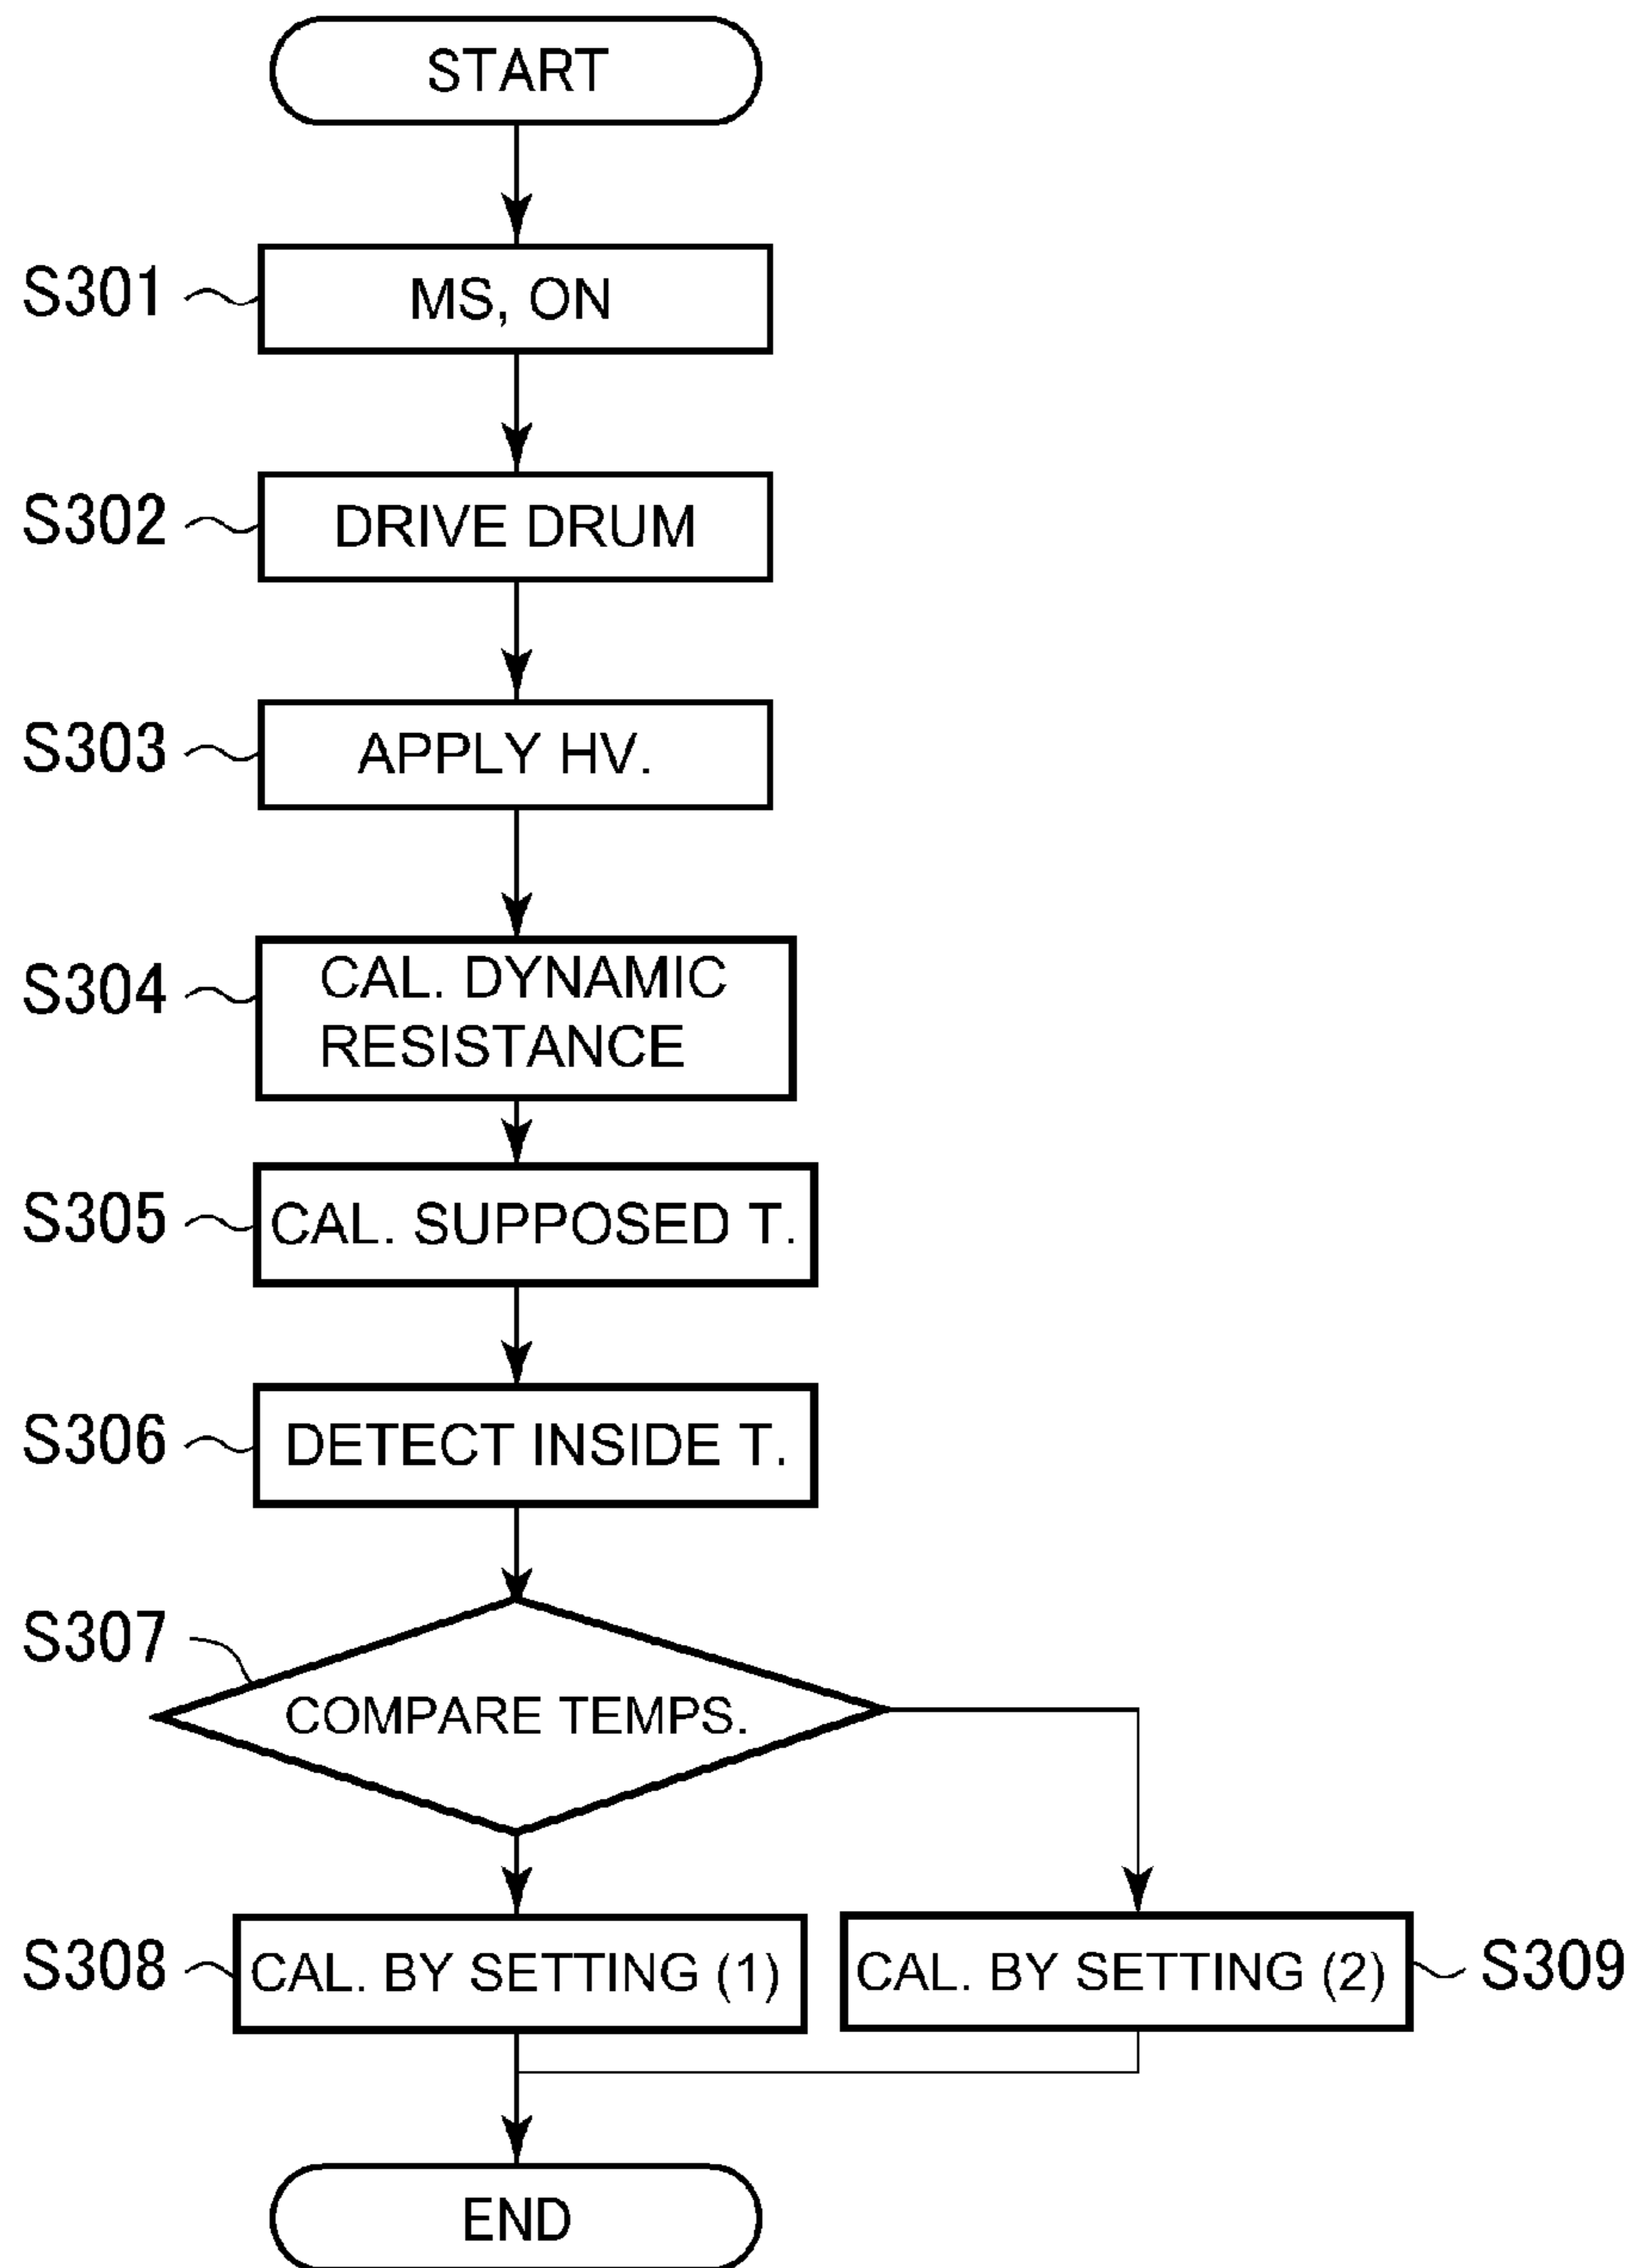 START
S301
MS, ON
S302
DRIVE DRUM
S303
APPLY HV.
S304
CAL. DYNAMIC
RESISTANCE
S305
CAL. SUPPOSED T.
S306
DETECT INSIDE T.
S307
COMPARE TEMPS.
S308
CAL. BY SETTING (1)
CAL. BY SETTING (2)
S309
END